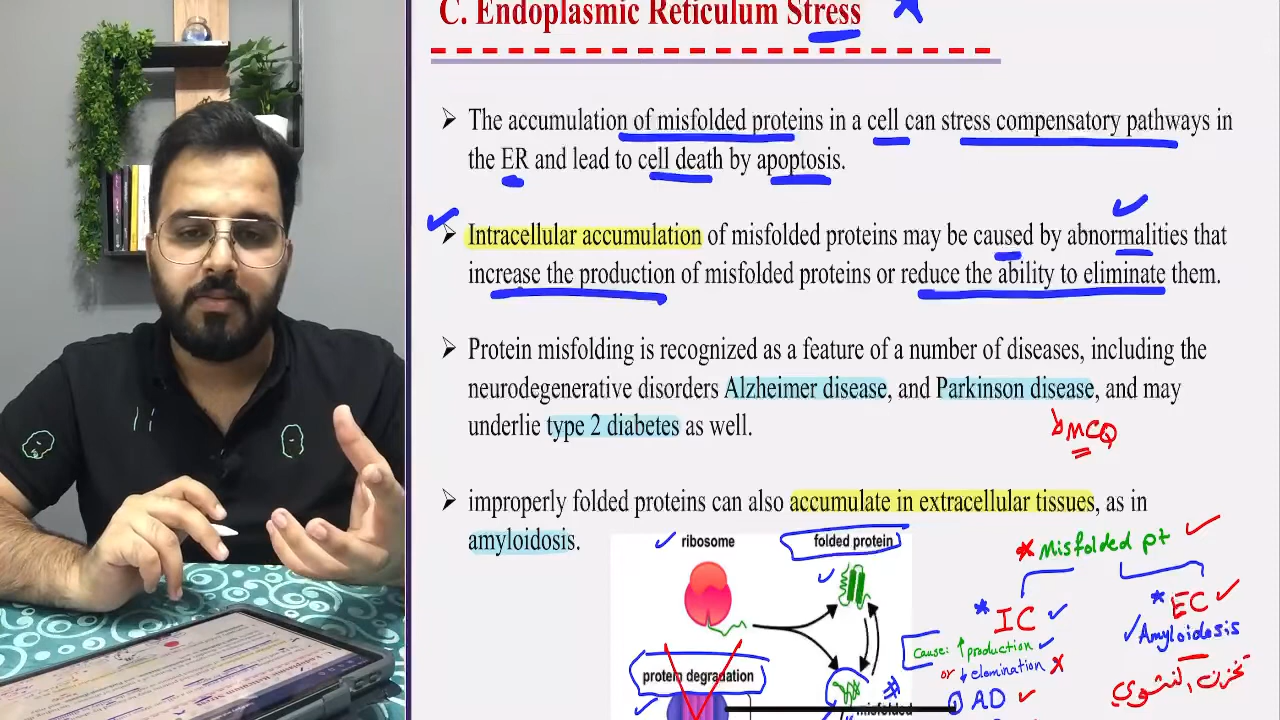 C. Endoplasmic Reticulum Stress
The accumulation of misfolded proteins in a cell can stress compensatory pathways in
the ER and lead to cell death by apoptosis.
Intracellular accumulation of misfolded proteins may be caused by abnormalities that
increase the production of misfolded proteins or reduce the ability to eliminate them.
Protein misfolding is recognized as a feature of a number of diseases, including the
neurodegenerative disorders Alzheimer disease, and Parkinson disease, and may
underlie type 2 diabetes as well.
MCQ
improperly folded proteins can also accumulate in extracellular tissues, as in
amyloidosis.
ribosome
folded protein
protein degradation
misfolded
Misfolded pt
IC
Cause: ↑ production
or ↓ elemination
① AD
EC
Amyloidosis